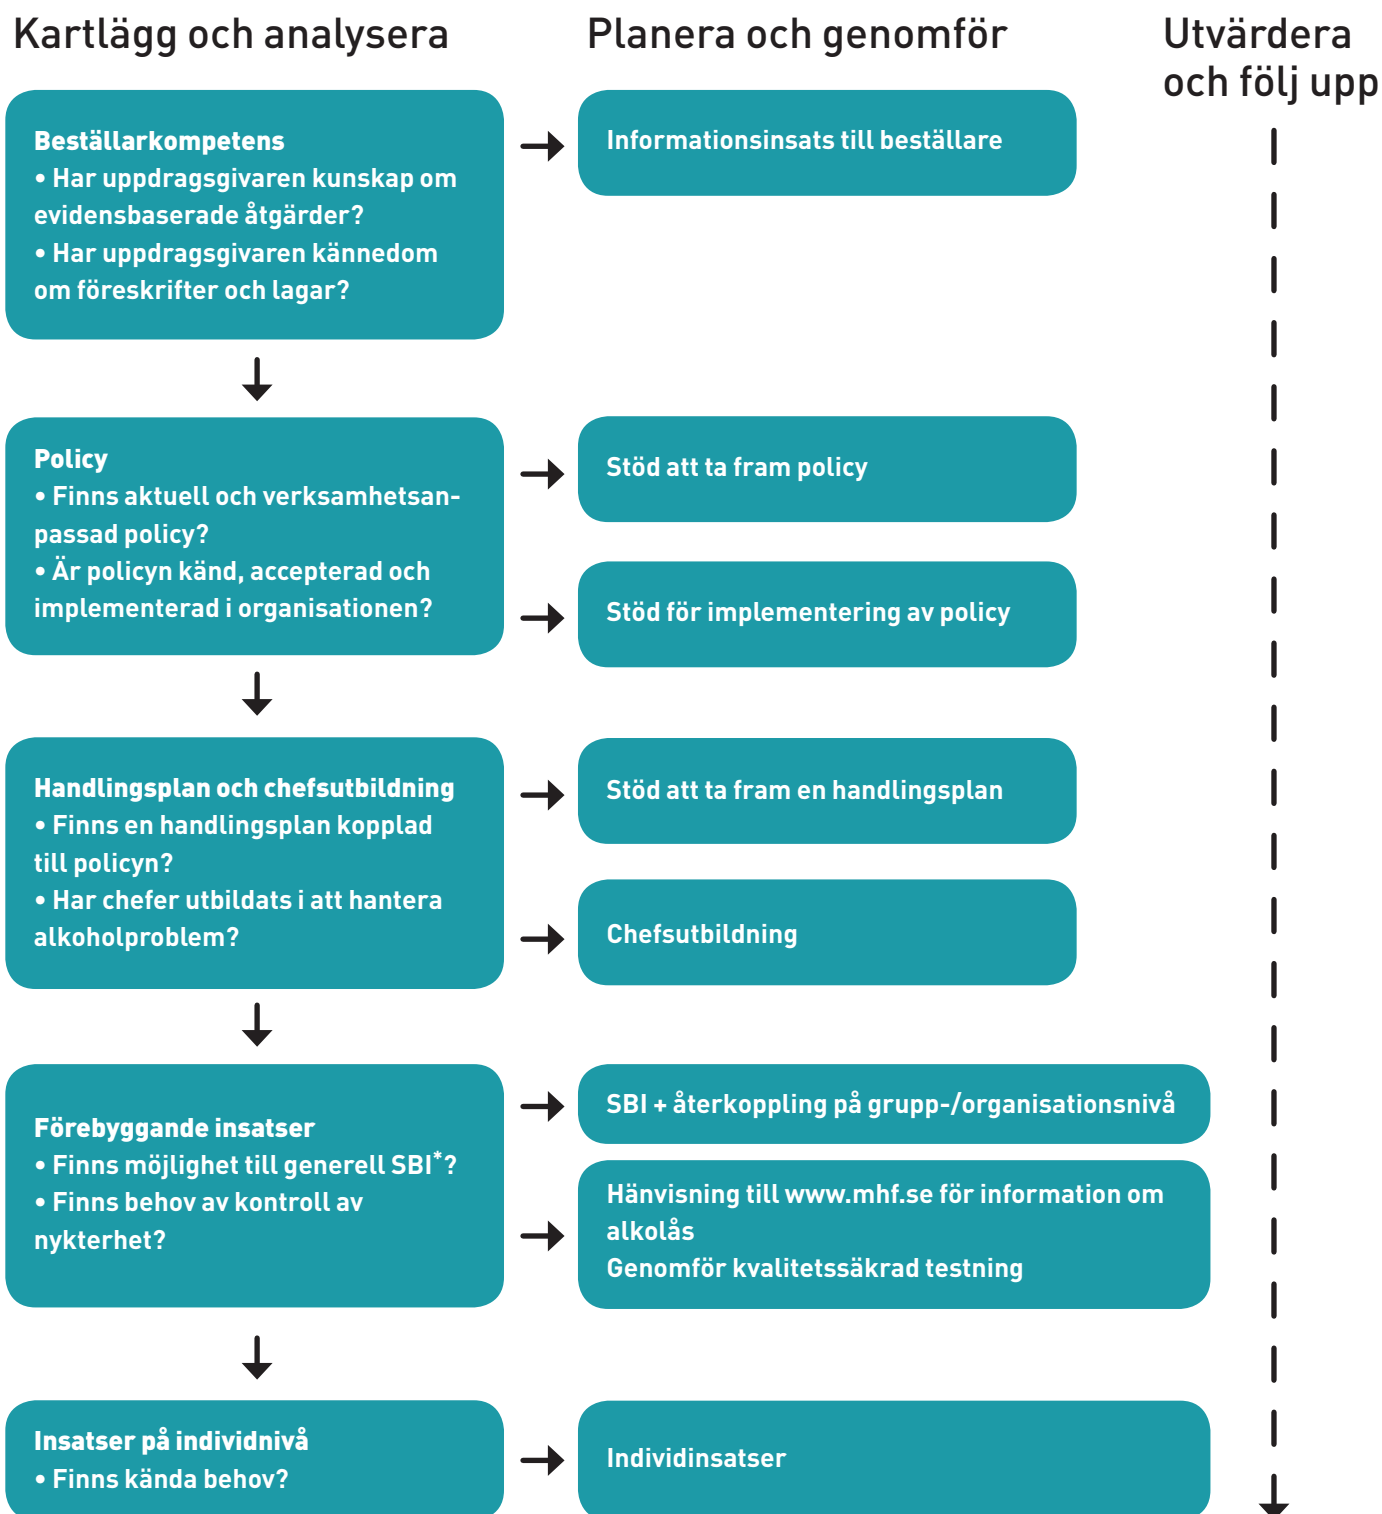 Kartlägg och analysera
Planera och genomför
Utvärdera
och följ upp
Beställarkompetens
• Har uppdragsgivaren kunskap om
evidensbaserade åtgärder?
• Har uppdragsgivaren kännedom
om föreskrifter och lagar?
Informationsinsats till beställare
Policy
• Finns aktuell och verksamhetsan-
passad policy?
• Är policyn känd, accepterad och
implementerad i organisationen?
Stöd att ta fram policy
Stöd för implementering av policy
Handlingsplan och chefsutbildning
• Finns en handlingsplan kopplad
till policyn?
• Har chefer utbildats i att hantera
alkoholproblem?
Stöd att ta fram en handlingsplan
Chefsutbildning
Förebyggande insatser
• Finns möjlighet till generell SBI*?
• Finns behov av kontroll av
nykterhet?
SBI + återkoppling på grupp-/organisationsnivå
Hänvisning till www.mhf.se för information om
alkolås
Genomför kvalitetssäkrad testning
Insatser på individnivå
• Finns kända behov?
Individinsatser